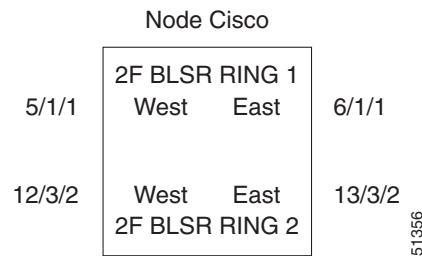 Node Cisco
2F BLSR RING 1
5/1/1 West East 6/1/1
12/3/2 West East 13/3/2
2F BLSR RING 2
51356